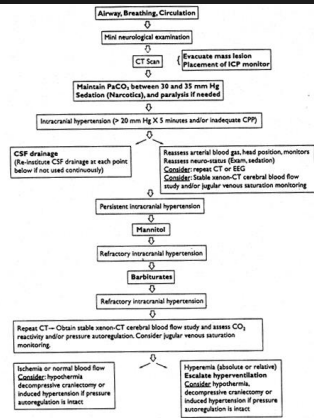 Airway, Breathing, Circulation
Mini neurological examination
CT Scan
Evacuate mass lesion
Placement of ICP monitor
Maintain PaCO₂ between 30 and 35 mm Hg
Sedation (Narcotics), and paralysis if needed
Intracranial hypertension (> 20 mm Hg X 5 minutes and/or inadequate CPP)
CSF drainage
(Re-institute CSF drainage at each point
below if not used continuously)
Reassess arterial blood gas, head position, monitors
Reassess neuro-status (Exam, sedation)
Consider: repeat CT or EEG
Consider: Stable xenon-CT cerebral blood flow
study and/or jugular venous saturation monitoring
Persistent intracranial hypertension
Mannitol
Refractory intracranial hypertension
Barbiturates
Refractory intracranial hypertension
Repeat CT→ Obtain stable xenon-CT cerebral blood flow study and assess CO₂
reactivity and/or pressure autoregulation. Consider jugular venous saturation
monitoring.
Ischemia or normal blood flow
Consider: hypothermia
decompressive craniectomy or
induced hypertension if pressure
autoregulation is intact
Hyperemia (absolute or relative)
Escalate hyperventilation
Consider hypothermia,
decompressive craniectomy or
induced hypertension if pressure
autoregulation is intact